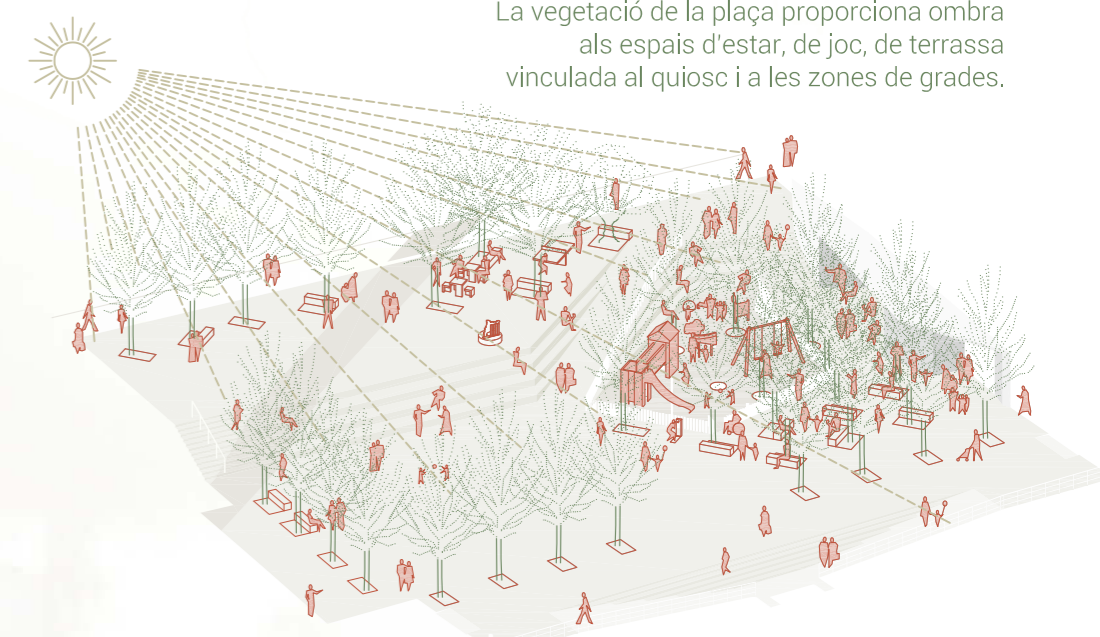 La vegetació de la plaça proporciona ombra
als espais d'estar, de joc, de terrassa
vinculada al quiosc i a les zones de grades.